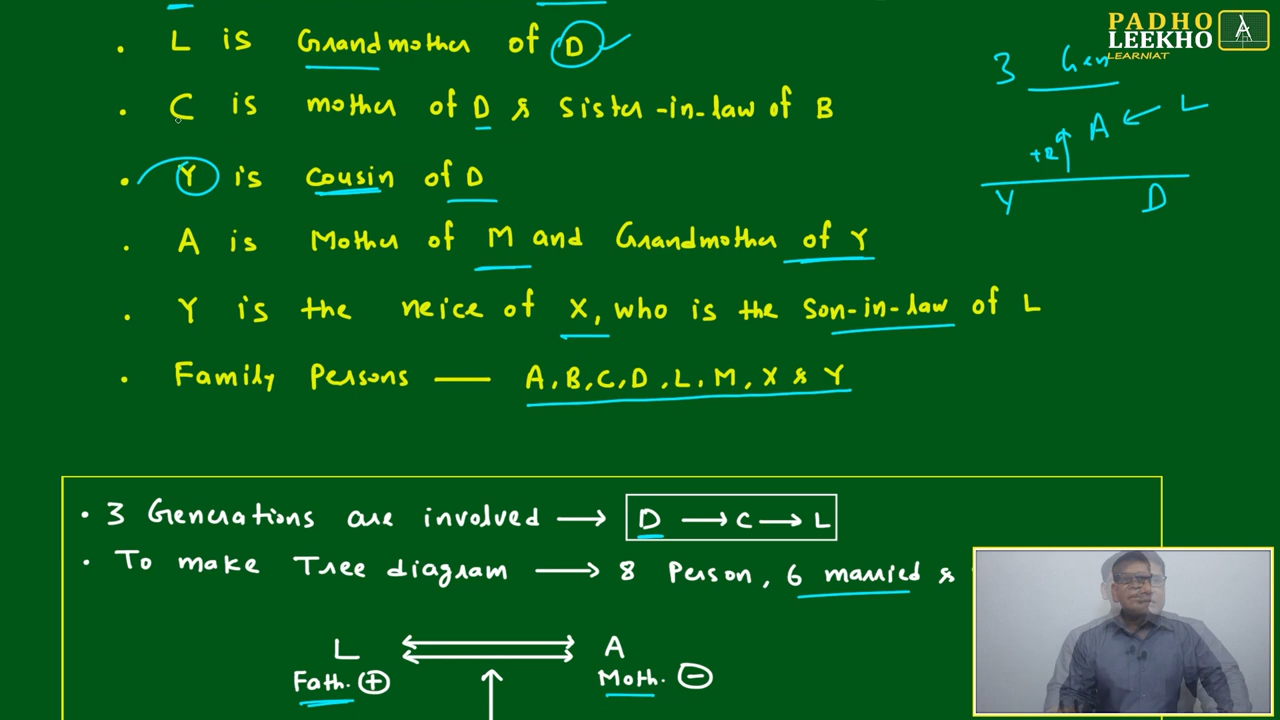 PADHO
LEEKHO
LEARNIAT
. L is Grandmother of D
. C is mother of D & Sister-in-law of B
. Y is cousin of D
. A is Mother of M and Grandmother of Y
. Y is the neice of X, who is the son-in-law of L
. Family Persons — A, B, C, D, L, M, X & Y
3 Gen
A ← L
+2
Y D
• 3 Generations are involved → D → C → L
• To make Tree diagram → 8 Person, 6 married &
L A
Fath. + Moth. −